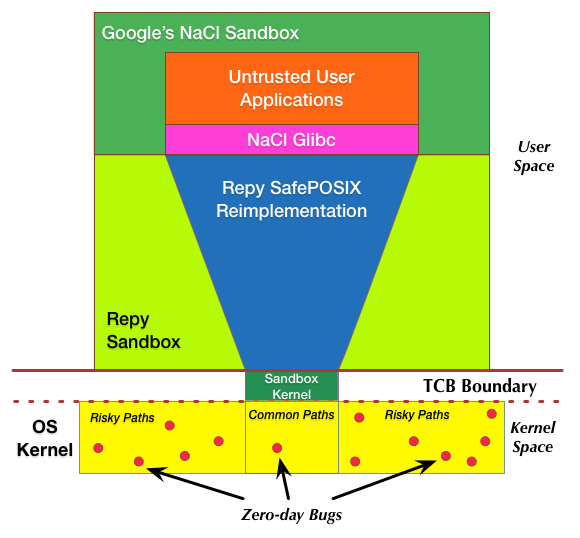 Google's NaCl Sandbox
Untrusted User
Applications
NaCl Glibc
User
Space
Repy SafePOSIX
Reimplementation
Repy
Sandbox
Sandbox
Kernel
TCB Boundary
OS
Kernel
Risky Paths
Common Paths
Risky Paths
Kernel
Space
Zero-day Bugs